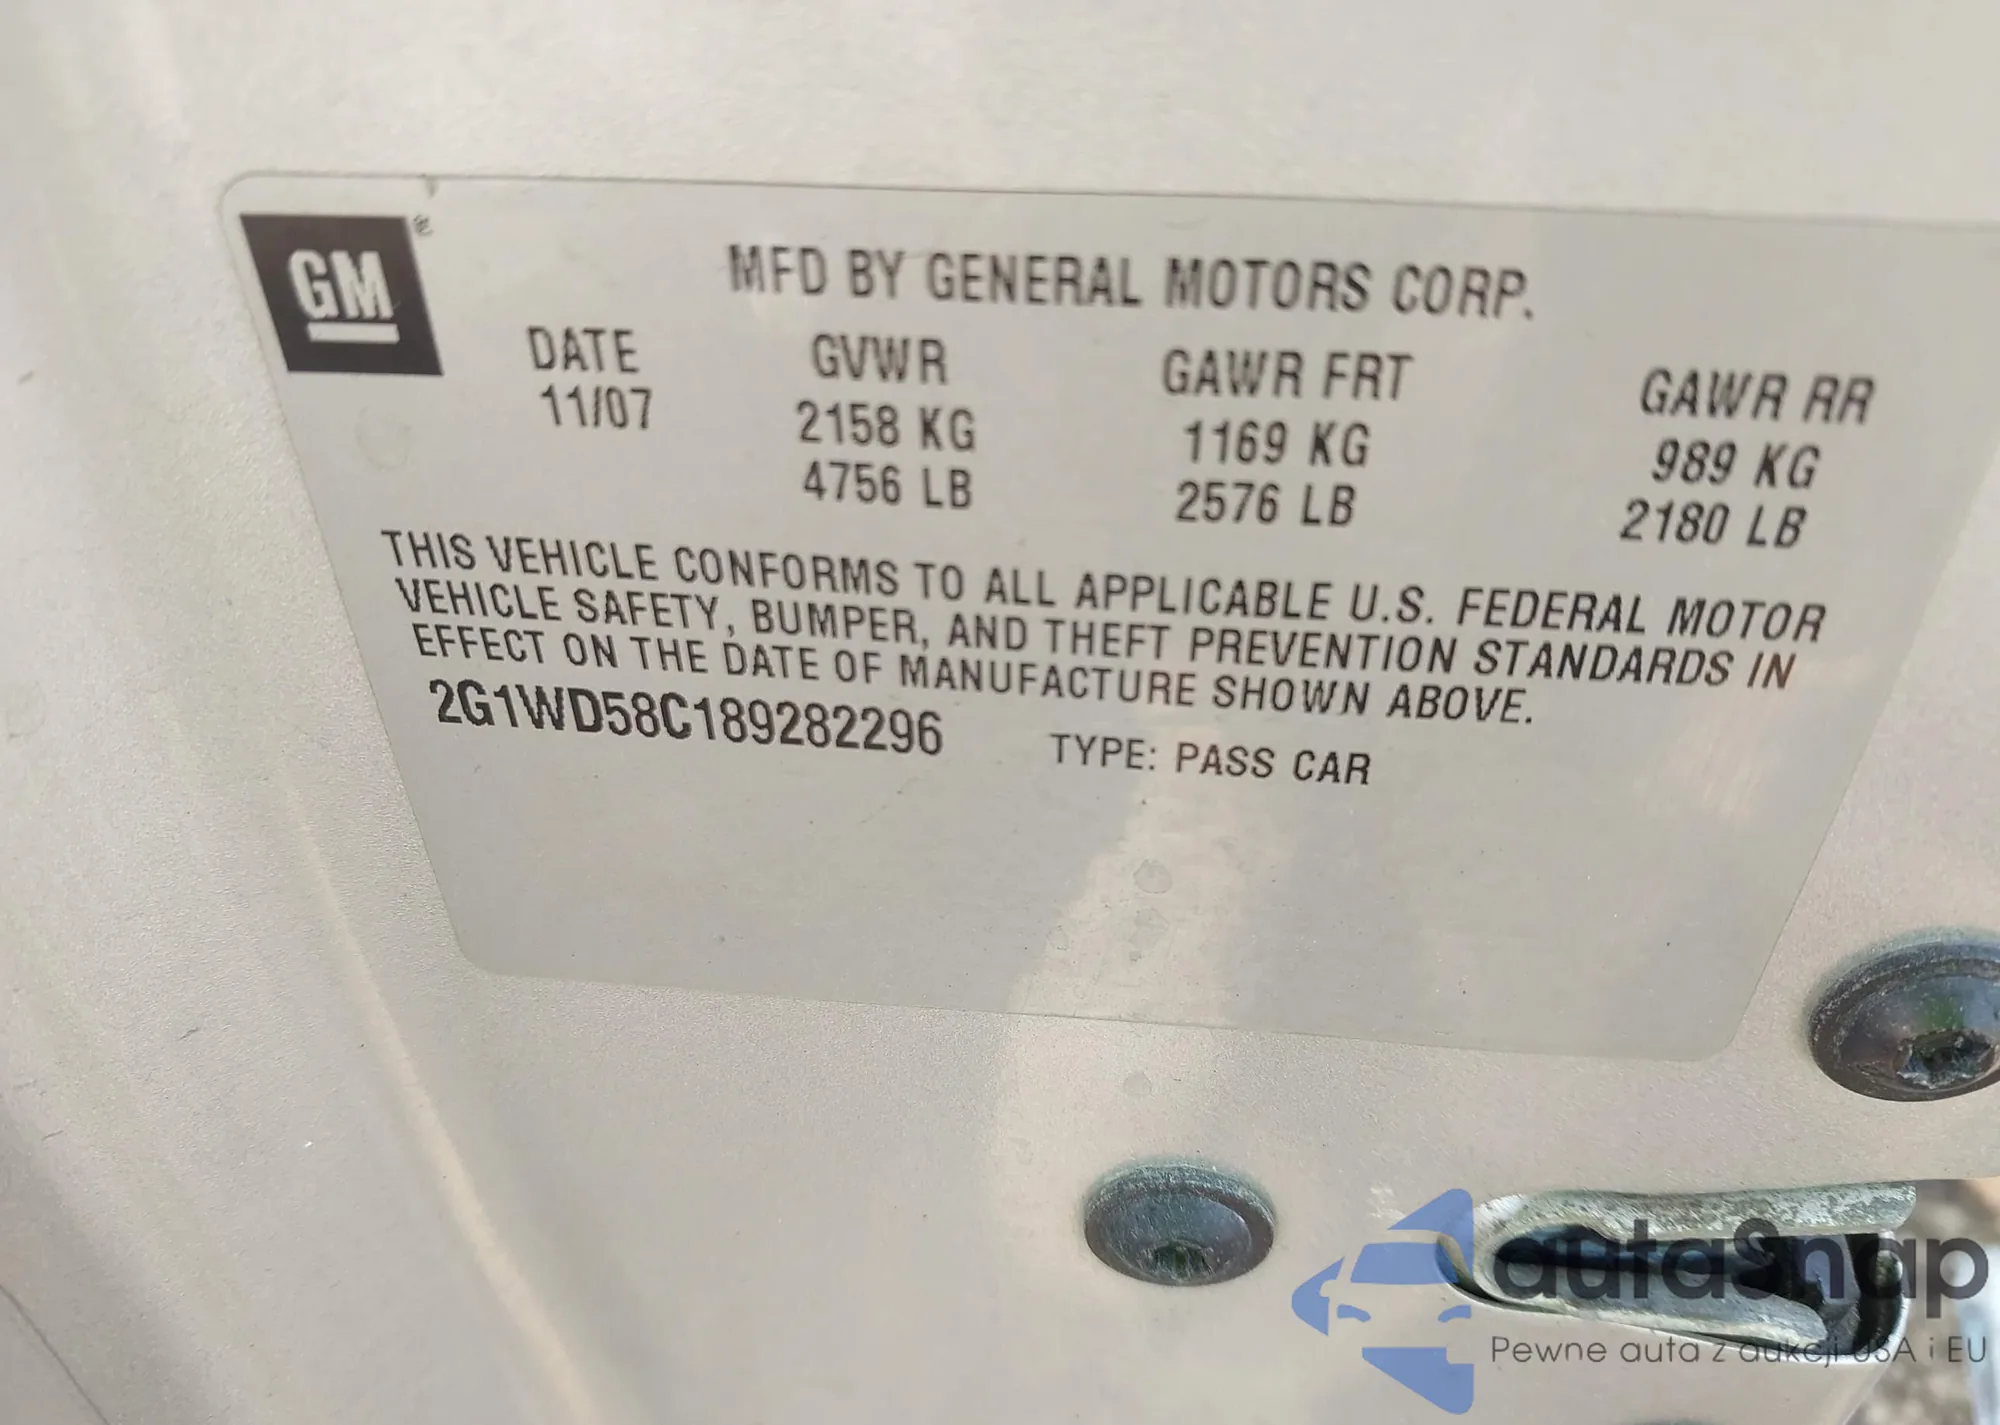 GM®
MFD BY GENERAL MOTORS CORP.
DATE GVWR GAWR FRT GAWR RR
11/07 2158 KG 1169 KG 989 KG
4756 LB 2576 LB 2180 LB
THIS VEHICLE CONFORMS TO ALL APPLICABLE U.S. FEDERAL MOTOR
VEHICLE SAFETY, BUMPER, AND THEFT PREVENTION STANDARDS IN
EFFECT ON THE DATE OF MANUFACTURE SHOWN ABOVE.
2G1WD58C189282296 TYPE: PASS CAR
autaSnap
Pewne auta z aukcji USA i EU